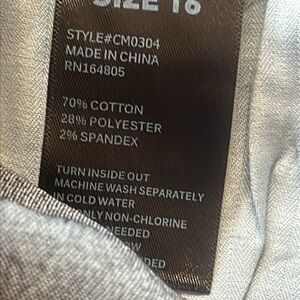 SIZE 16
STYLE#CM0304
MADE IN CHINA
RN164805
70% COTTON
28% POLYESTER
2% SPANDEX
TURN INSIDE OUT
MACHINE WASH SEPARATELY
IN COLD WATER
ONLY NON-CHLORINE
NEEDED